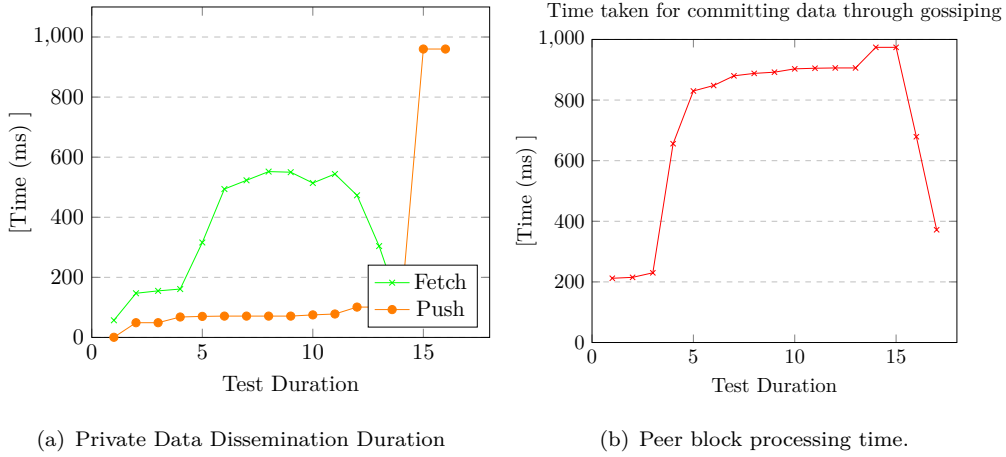 1,000
800
600
400
200
0
[Time (ms) ]
Fetch
Push
0 5 10 15
Test Duration
(a) Private Data Dissemination Duration
Time taken for committing data through gossiping
1,000
800
600
400
200
0
[Time (ms) ]
0 5 10 15
Test Duration
(b) Peer block processing time.